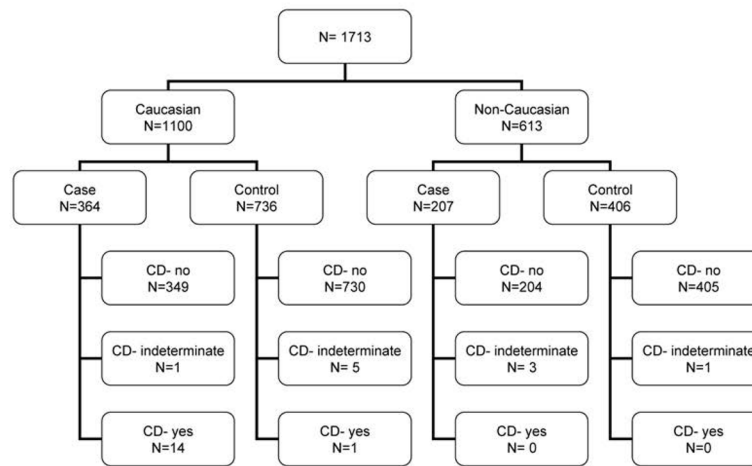 N= 1713
Caucasian
N=1100
Non-Caucasian
N=613
Case
N=364
Control
N=736
Case
N=207
Control
N=406
CD- no
N=349
CD- no
N=730
CD- no
N=204
CD- no
N=405
CD- indeterminate
N=1
CD- indeterminate
N= 5
CD- indeterminate
N= 3
CD- indeterminate
N=1
CD- yes
N=14
CD- yes
N=1
CD- yes
N= 0
CD- yes
N=0